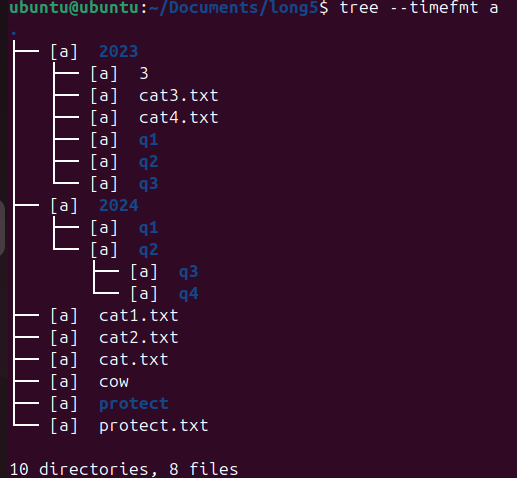 ubuntu@ubuntu:~/Documents/long5$ tree --timefmt a
.
├── [a]  2023
│   ├── [a]  3
│   ├── [a]  cat3.txt
│   ├── [a]  cat4.txt
│   ├── [a]  q1
│   ├── [a]  q2
│   └── [a]  q3
├── [a]  2024
│   ├── [a]  q1
│   └── [a]  q2
│       ├── [a]  q3
│       └── [a]  q4
├── [a]  cat1.txt
├── [a]  cat2.txt
├── [a]  cat.txt
├── [a]  cow
├── [a]  protect
└── [a]  protect.txt

10 directories, 8 files